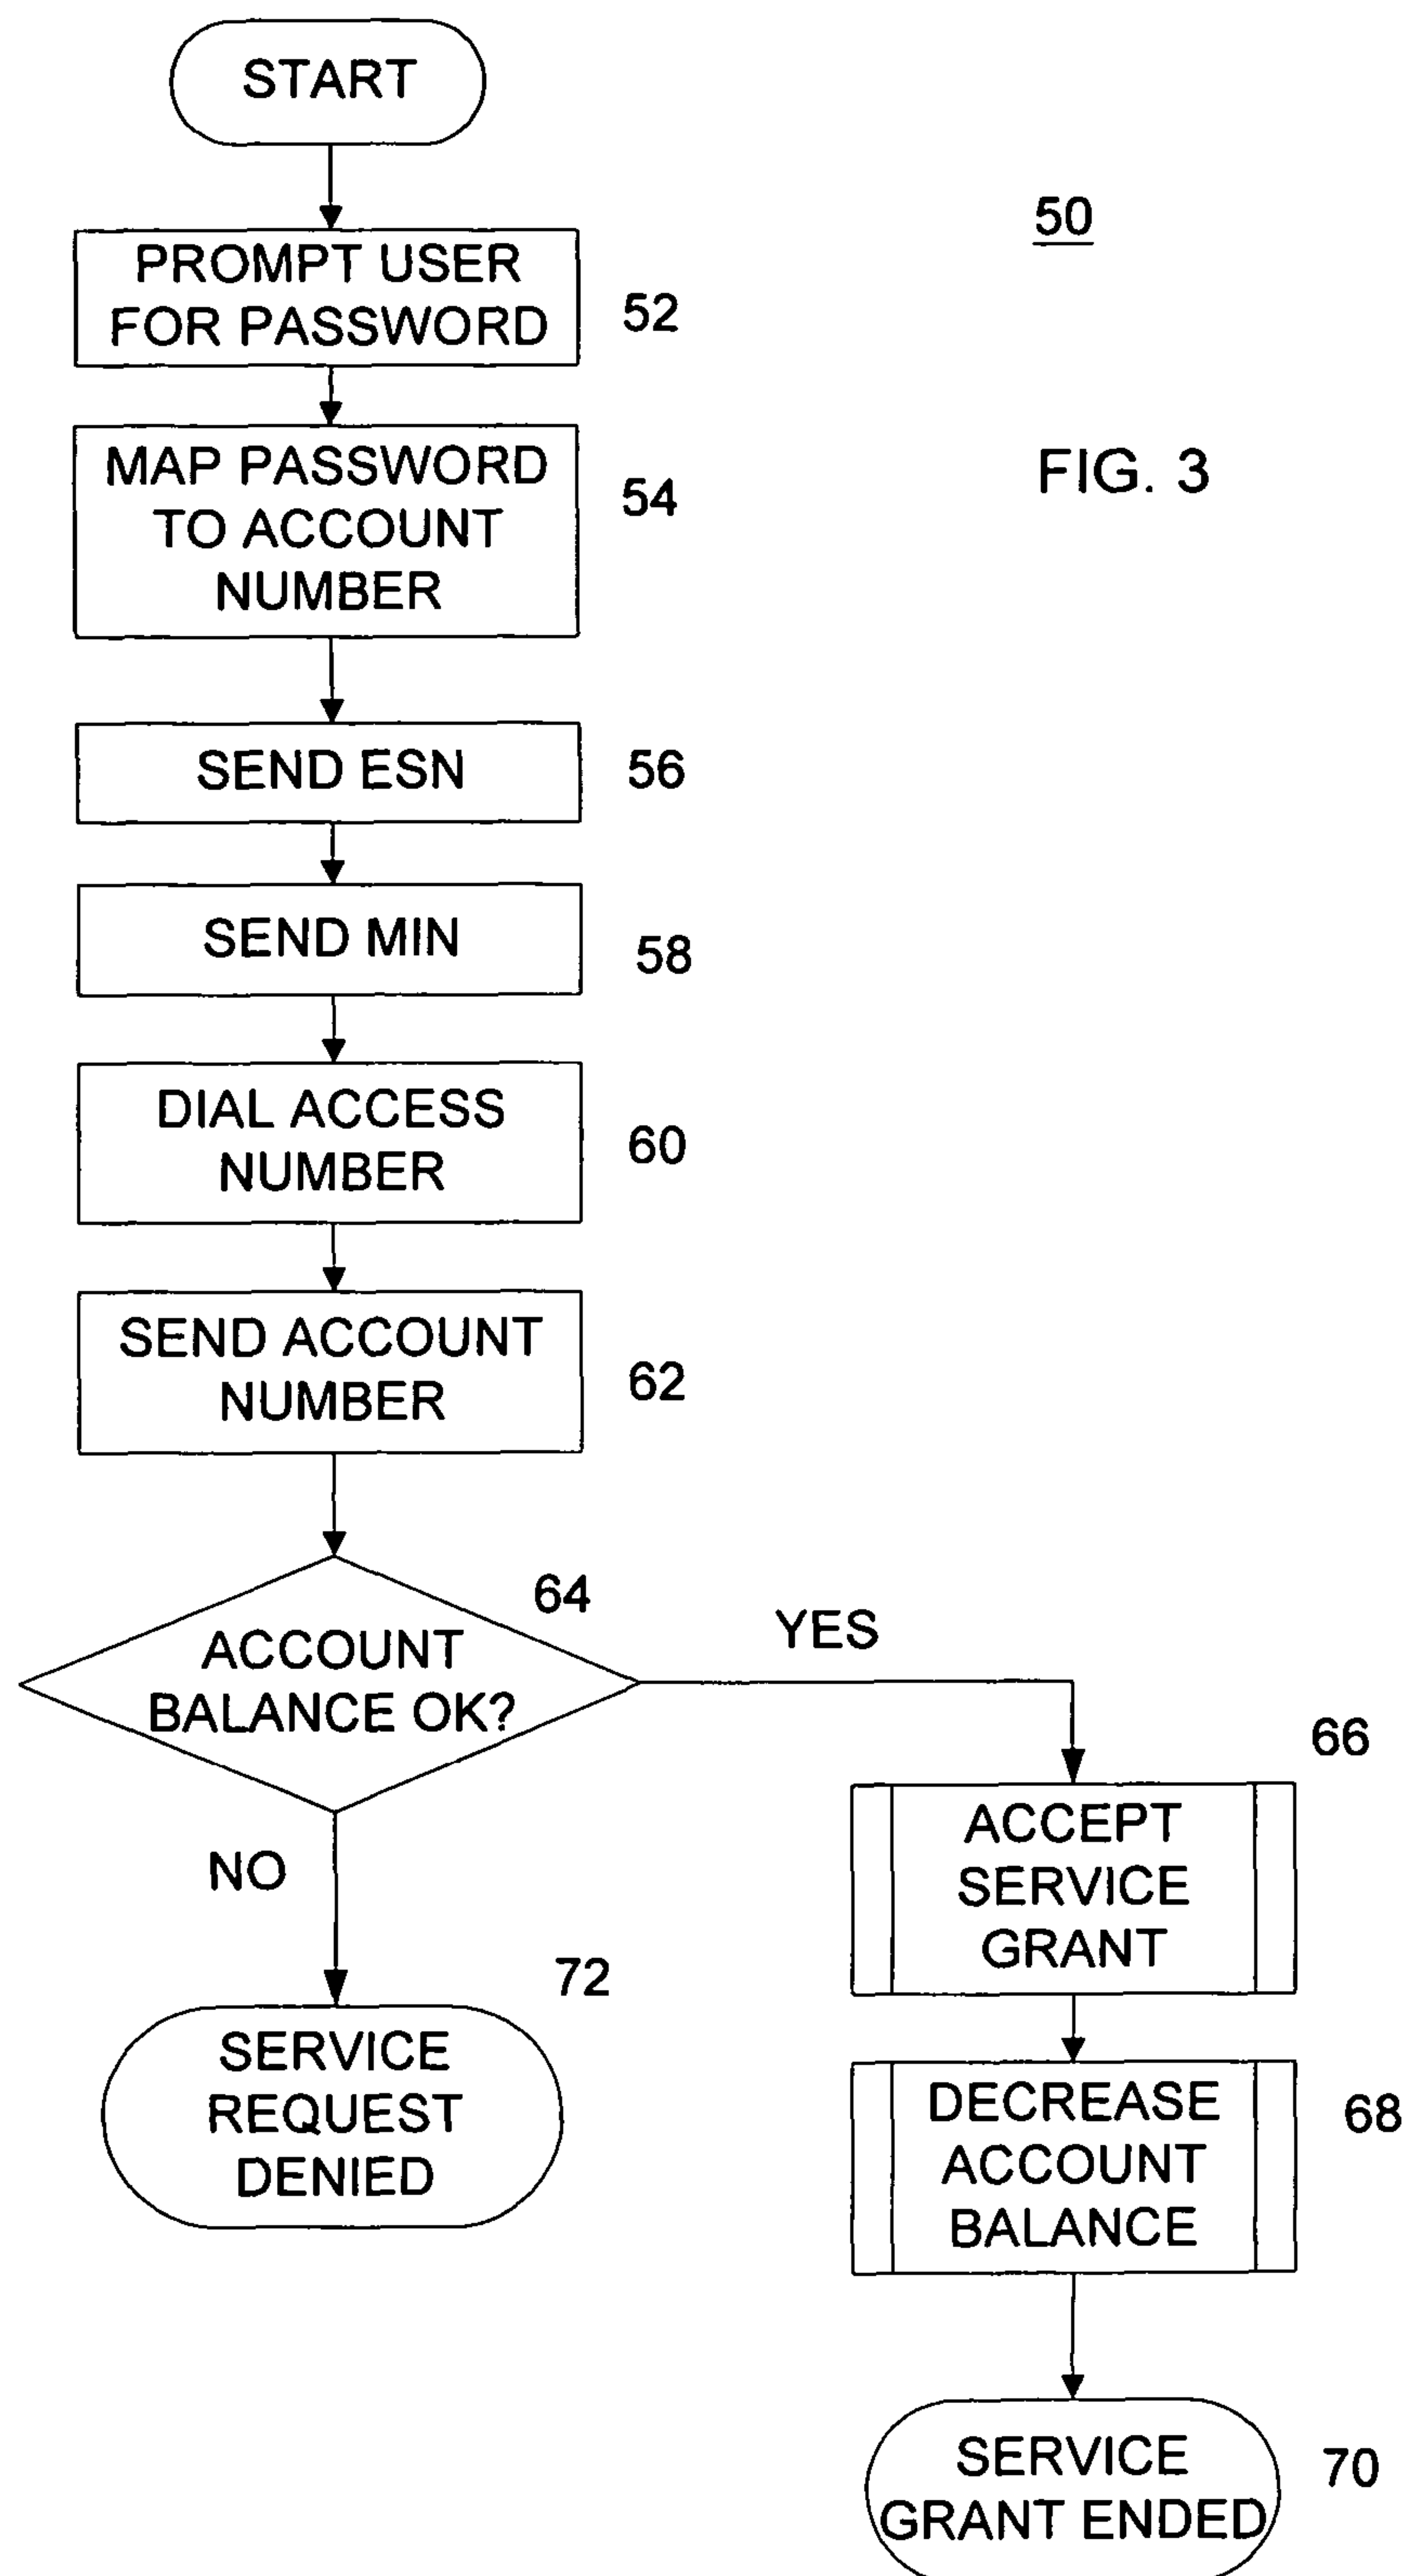 START
50
PROMPT USER
FOR PASSWORD
52
FIG. 3
MAP PASSWORD
TO ACCOUNT
NUMBER
54
SEND ESN
56
SEND MIN
58
DIAL ACCESS
NUMBER
60
SEND ACCOUNT
NUMBER
62
64
ACCOUNT
BALANCE OK?
YES
NO
66
ACCEPT
SERVICE
GRANT
72
SERVICE
REQUEST
DENIED
DECREASE
ACCOUNT
BALANCE
68
SERVICE
GRANT ENDED
70